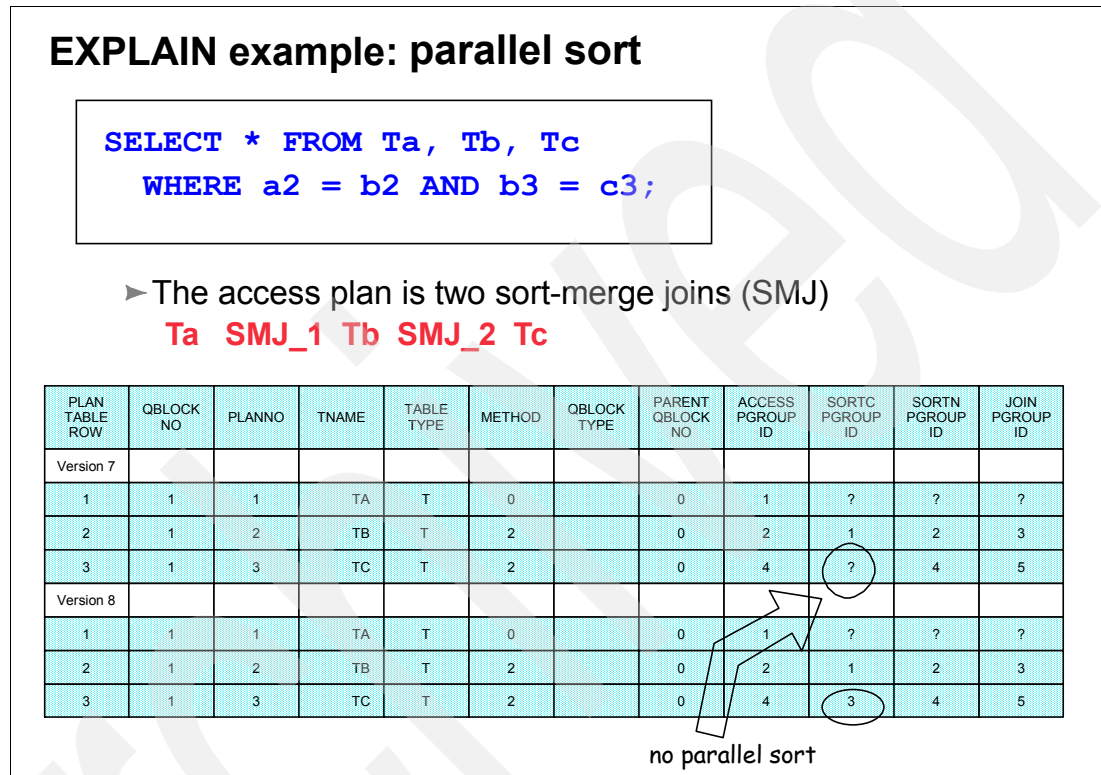 EXPLAIN example: parallel sort
SELECT * FROM Ta, Tb, Tc
WHERE a2 = b2 AND b3 = c3;
➤ The access plan is two sort-merge joins (SMJ)
Ta SMJ_1 Tb SMJ_2 Tc
PLAN TABLE ROW QBLOCK NO PLANNO TNAME TABLE TYPE METHOD QBLOCK TYPE PARENT QBLOCK NO ACCESS PGROUP ID SORTC PGROUP ID SORTN PGROUP ID JOIN PGROUP ID
Version 7
1 1 1 TA T 0 0 1 ? ? ?
2 1 2 TB T 2 0 2 1 2 3
3 1 3 TC T 2 0 4 ? 4 5
Version 8
1 1 1 TA T 0 0 1 ? ? ?
2 1 2 TB T 2 0 2 1 2 3
3 1 3 TC T 2 0 4 3 4 5
no parallel sort